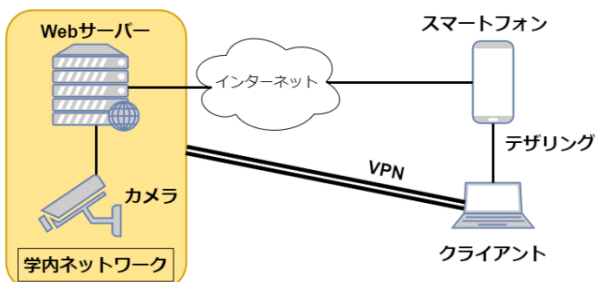 Webサーバー
スマートフォン
インターネット
テザリング
VPN
カメラ
クライアント
学内ネットワーク